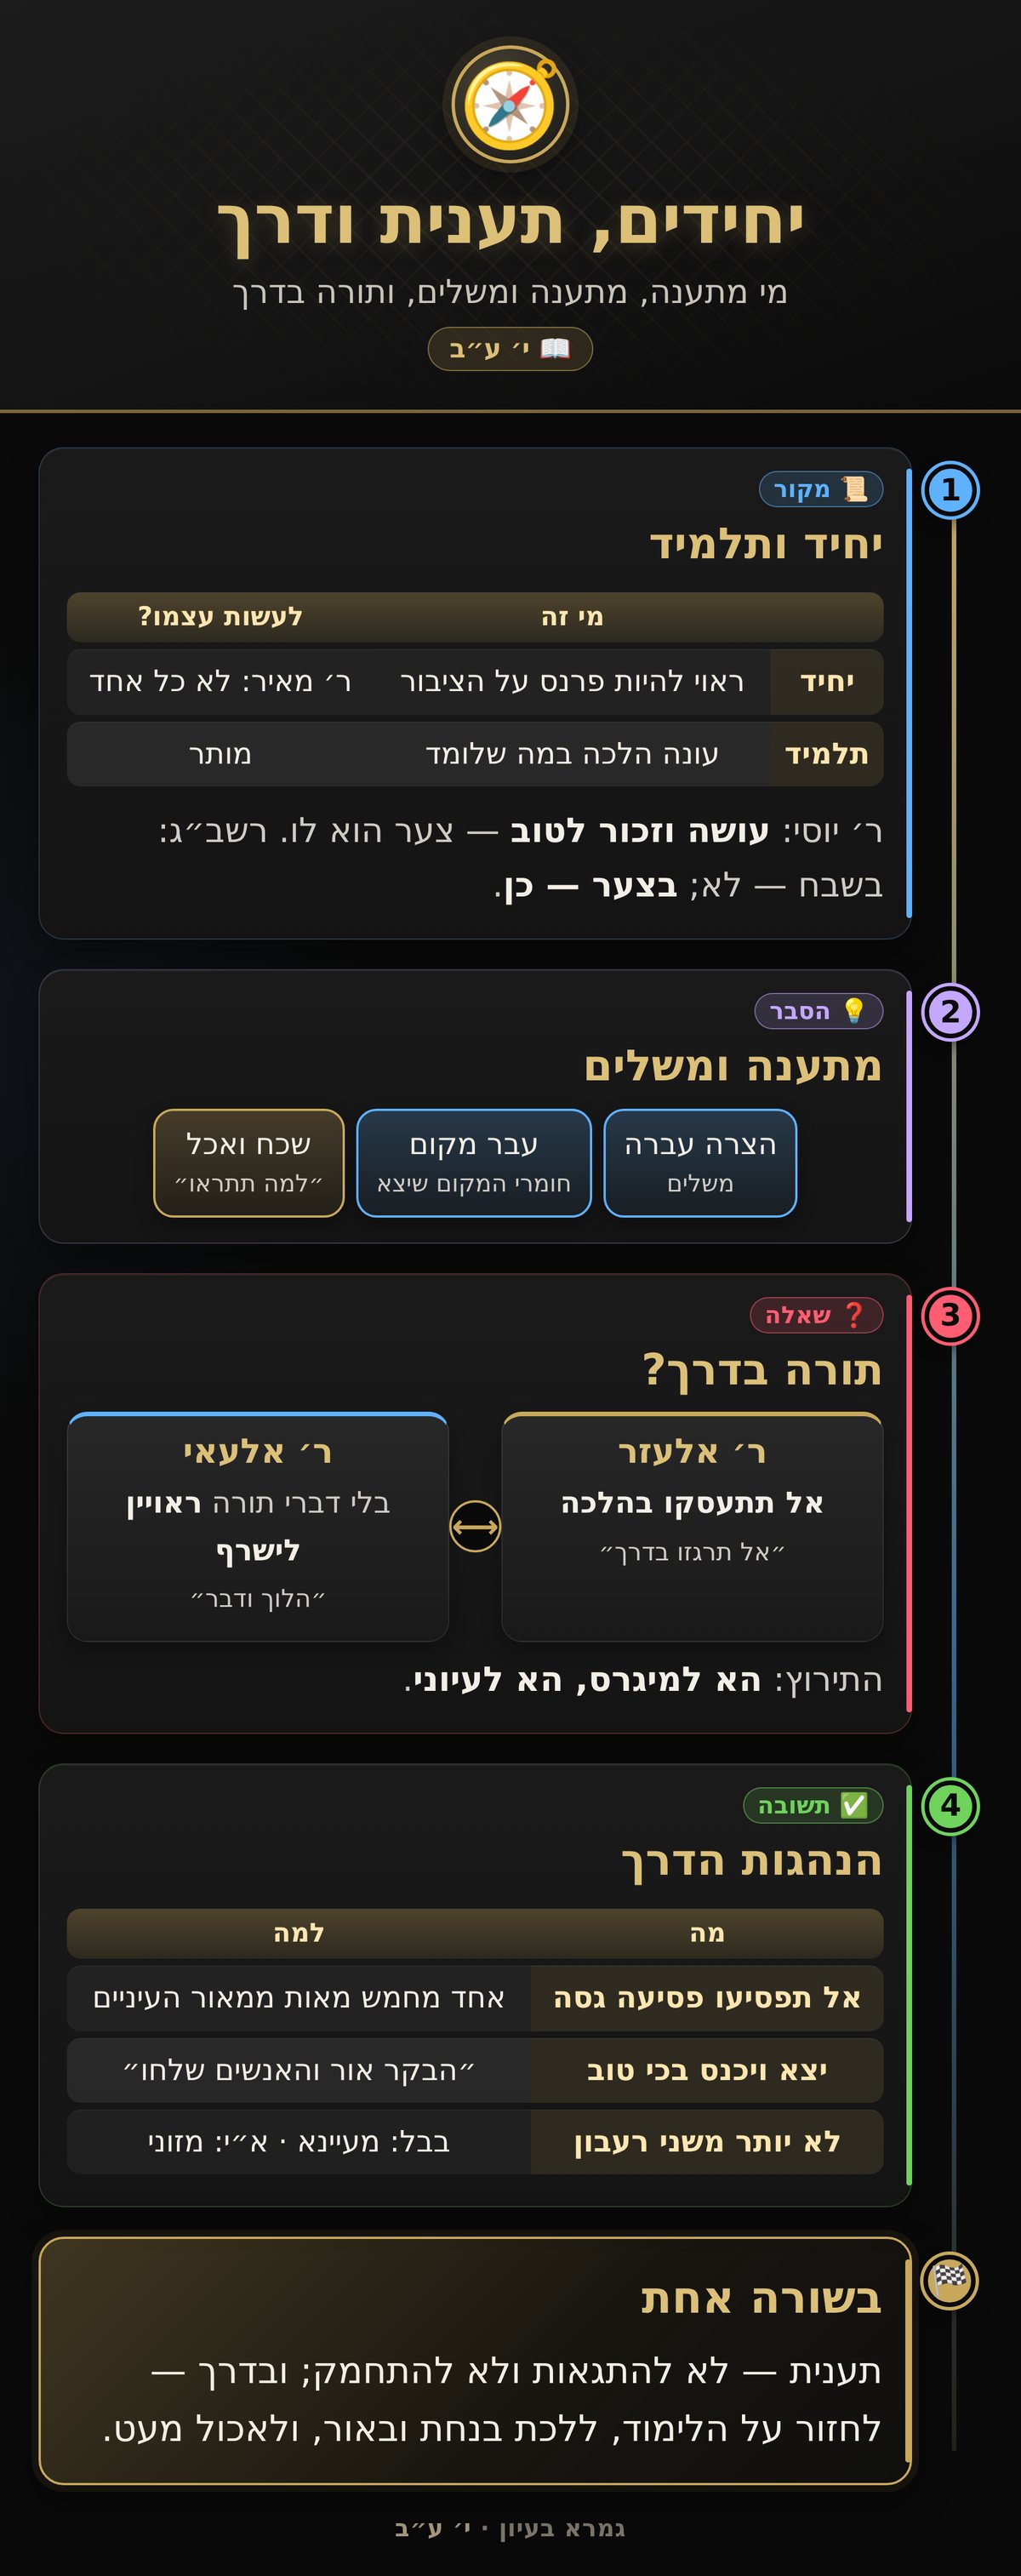 יחידים, תענית ודרך
מי מתענה, מתענה ומשלים, ותורה בדרך
י׳ ע״ב
1
מקור
יחיד ותלמיד
מי זה לעשות עצמו?
יחיד ראוי להיות פרנס על הציבור ר׳ מאיר: לא כל אחד
תלמיד עונה הלכה במה שלומד מותר
ר׳ יוסי: עושה וזכור לטוב — צער הוא לו. רשב״ג:
בשבח — לא; בצער — כן.
2
הסבר
מתענה ומשלים
הצרה עברה
משלים
עבר מקום
חומרי המקום שיצא
שכח ואכל
״למה תתראו״
3
שאלה
תורה בדרך?
ר׳ אלעזר
אל תתעסקו בהלכה
״אל תרגזו בדרך״
ר׳ אלעאי
בלי דברי תורה ראויין
לישרף
״הלוך ודבר״
התירוץ: הא למיגרס, הא לעיוני.
4
תשובה
הנהגות הדרך
מה למה
אל תפסיעו פסיעה גסה אחד מחמש מאות ממאור העיניים
יצא ויכנס בכי טוב ״הבקר אור והאנשים שלחו״
לא יותר משני רעבון בבל: מעיינא · א״י: מזוני
בשורה אחת
תענית — לא להתגאות ולא להתחמק; ובדרך —
לחזור על הלימוד, ללכת בנחת ובאור, ולאכול מעט.
גמרא בעיון · י׳ ע״ב